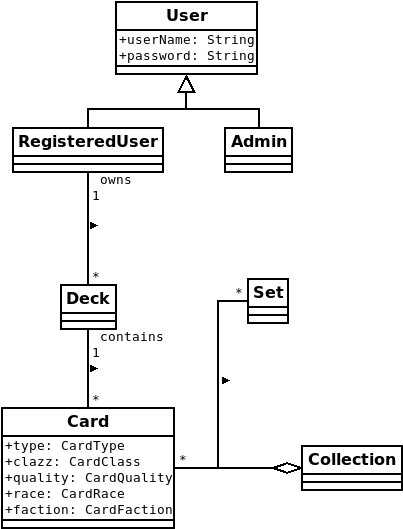 User
+userName: String
+password: String
RegisteredUser
Admin
owns
1
*
Deck
Set
*
contains
1
*
Card
+type: CardType
+clazz: CardClass
+quality: CardQuality
+race: CardRace
+faction: CardFaction
*
Collection